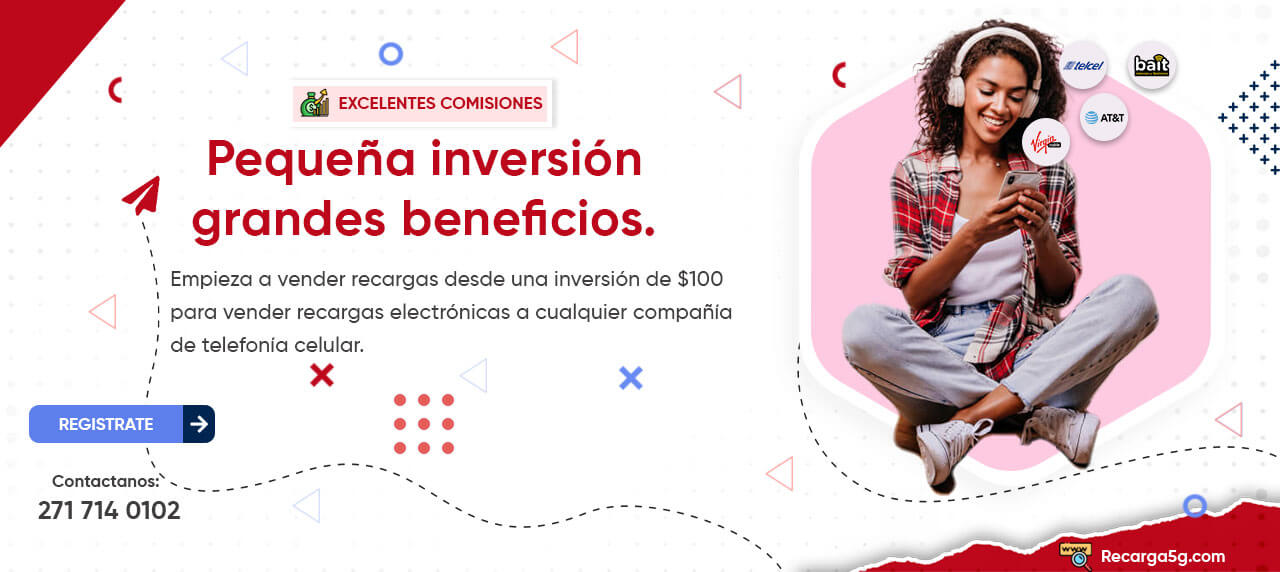 EXCELENTES COMISIONES
Pequeña inversión
grandes beneficios.
Empieza a vender recargas desde una inversión de $100
para vender recargas electrónicas a cualquier compañía
de telefonía celular.
REGISTRATE
Contactanos:
271 714 0102
telcel
bait
AT&T
Virgin
www
Recarga5g.com